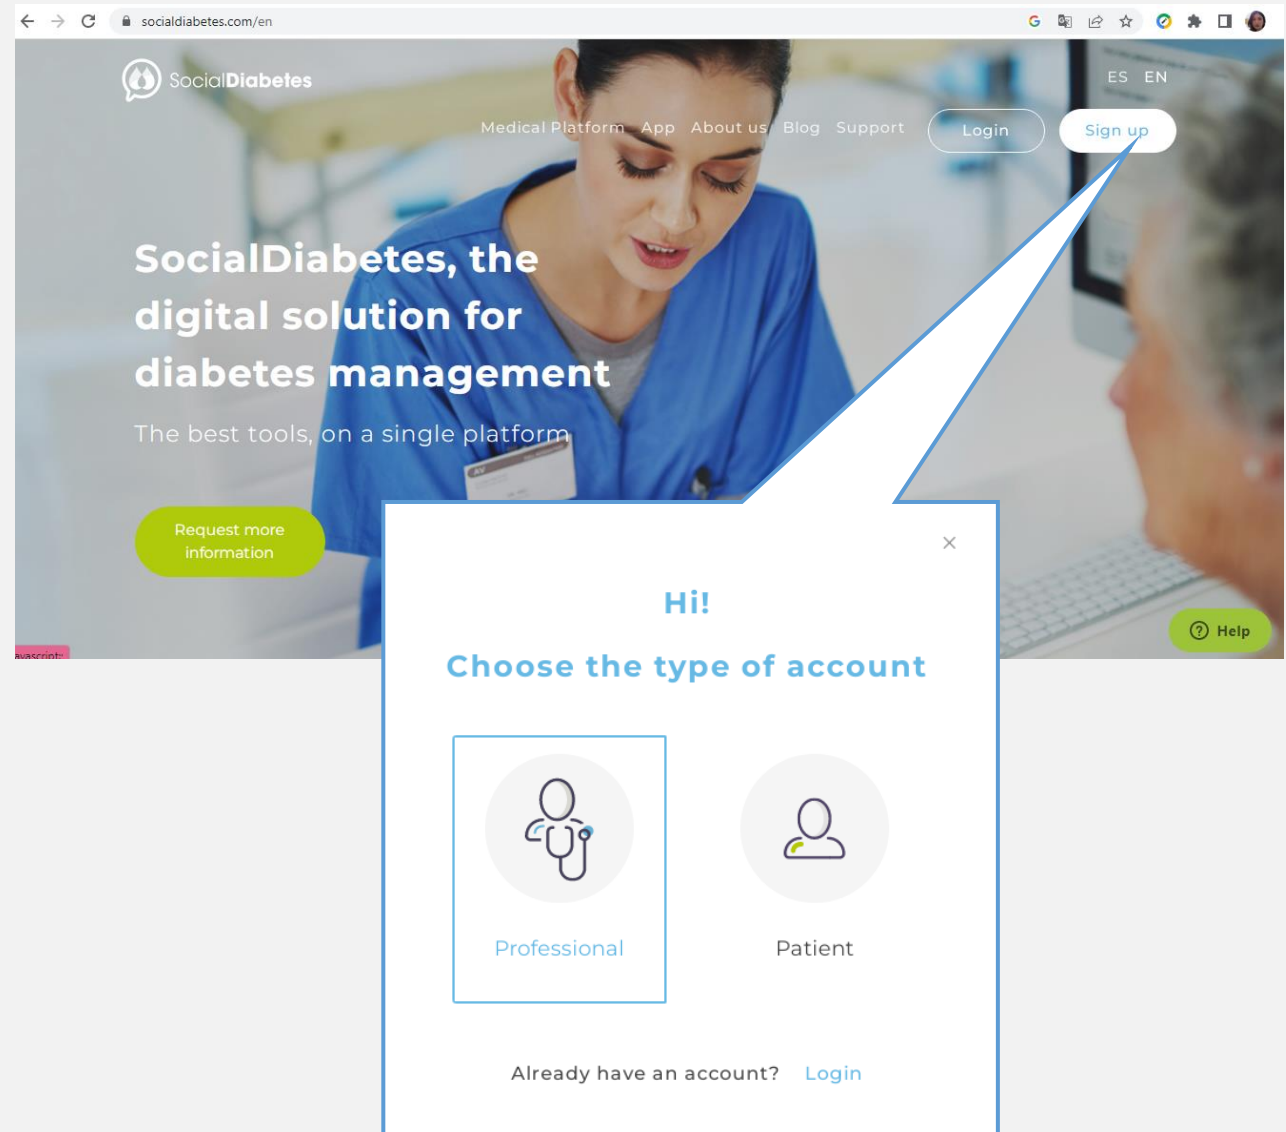 socialdiabetes.com/en
SocialDiabetes
ES EN
Medical Platform App About us Blog Support Login Sign up
SocialDiabetes, the
digital solution for
diabetes management
The best tools, on a single platform
AV
Request more
information
Help
avascript:
Hi!
Choose the type of account
Professional Patient
Already have an account? Login